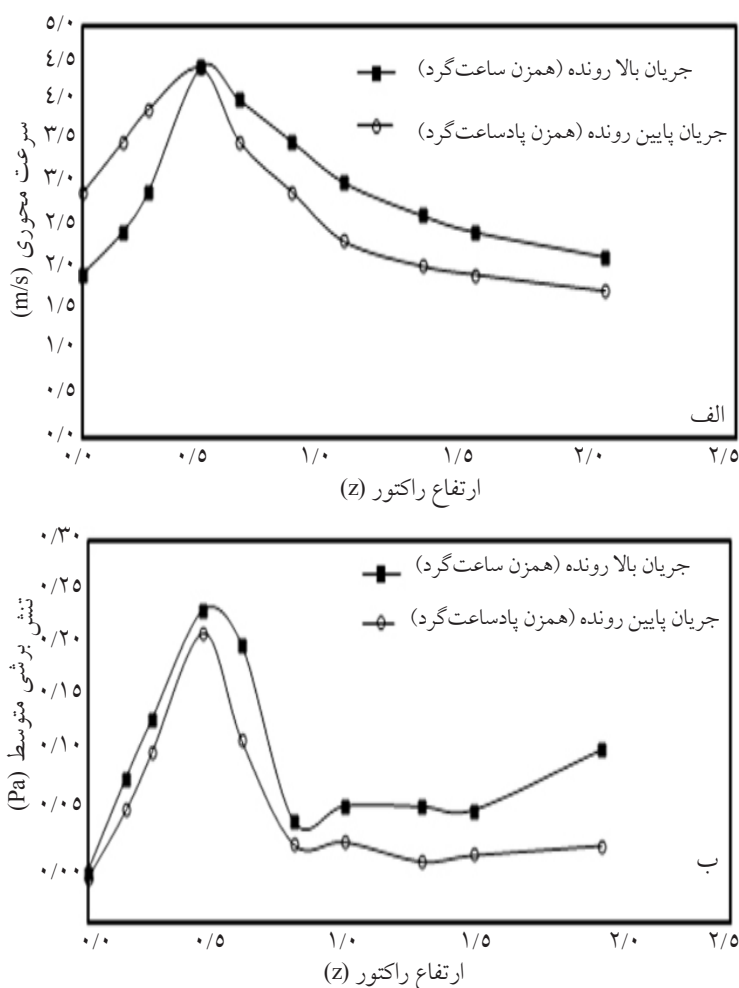 ۵/۰
۴/۵
۴/۰
۳/۵
۳/۰
۲/۵
۲/۰
۱/۵
۱/۰
۰/۵
۰/۰
سرعت محوری (m/s)
جریان بالا رونده (همزن ساعت‌گرد)
جریان پایین رونده (همزن پادساعت‌گرد)
الف
۰/۰ ۰/۵ ۱/۰ ۱/۵ ۲/۰ ۲/۵
ارتفاع راکتور (z)
۰/۳۰
۰/۲۵
۰/۲۰
۰/۱۵
۰/۱۰
۰/۰۵
۰/۰۰
تنش برشی متوسط (Pa)
جریان بالا رونده (همزن ساعت‌گرد)
جریان پایین رونده (همزن پادساعت‌گرد)
ب
۰/۰ ۰/۵ ۱/۰ ۱/۵ ۲/۰ ۲/۵
ارتفاع راکتور (z)